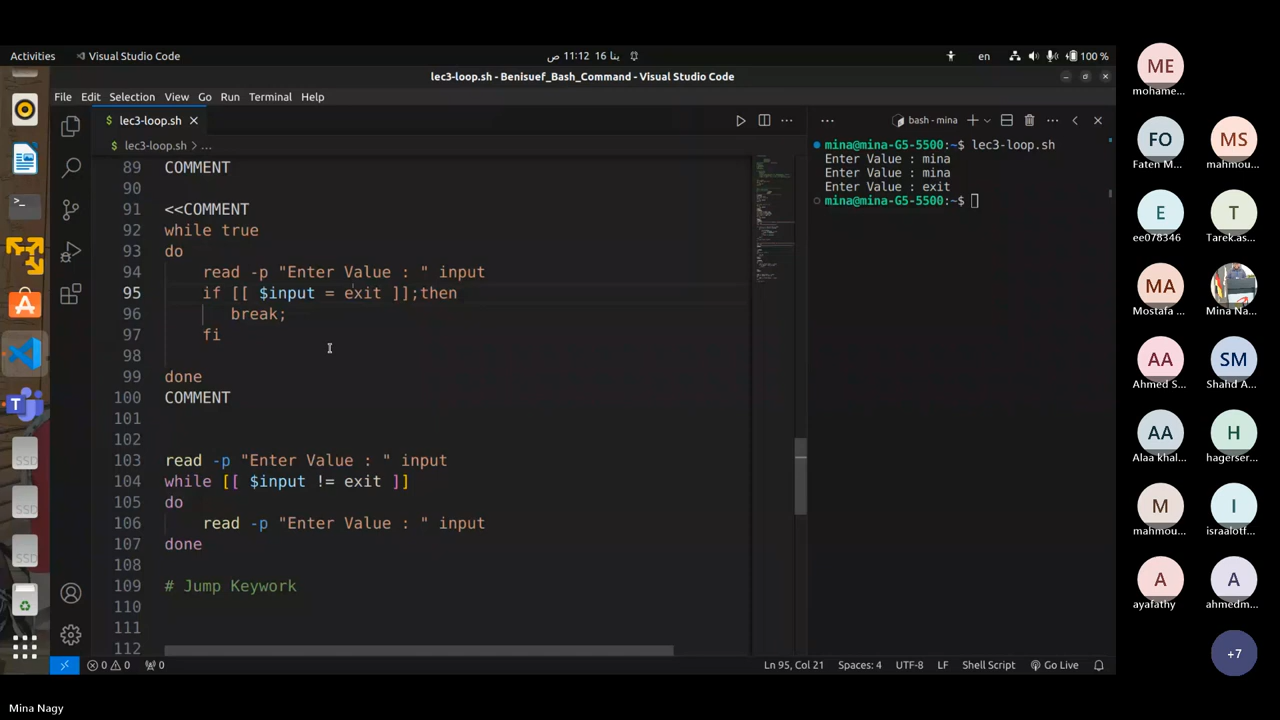 Activities
Visual Studio Code
ينا 16 11:12 ص
en
100 %
lec3-loop.sh - Benisuef_Bash_Command - Visual Studio Code
File Edit Selection View Go Run Terminal Help
$ lec3-loop.sh
bash - mina
$ lec3-loop.sh > ...
89 COMMENT
90
91 <<COMMENT
92 while true
93 do
94 read -p "Enter Value : " input
95 if [[ $input = exit ]];then
96 break;
97 fi
98
99 done
100 COMMENT
101
102
103 read -p "Enter Value : " input
104 while [[ $input != exit ]]
105 do
106 read -p "Enter Value : " input
107 done
108
109 # Jump Keywork
110
111
112
mina@mina-G5-5500:~$ lec3-loop.sh
Enter Value : mina
Enter Value : mina
Enter Value : exit
mina@mina-G5-5500:~$
SSD
SSD
SSD
0 0 0
Ln 95, Col 21 Spaces: 4 UTF-8 LF Shell Script Go Live
ME
mohame...
FO
Faten M...
MS
mahmou...
E
ee078346
T
Tarek.as...
MA
Mostafa ...
Mina Na...
AA
Ahmed S...
SM
Shahd A...
AA
Alaa khal...
H
hagerser...
M
mahmou...
I
israalotf...
A
ayafathy
A
ahmedm...
+7
Mina Nagy